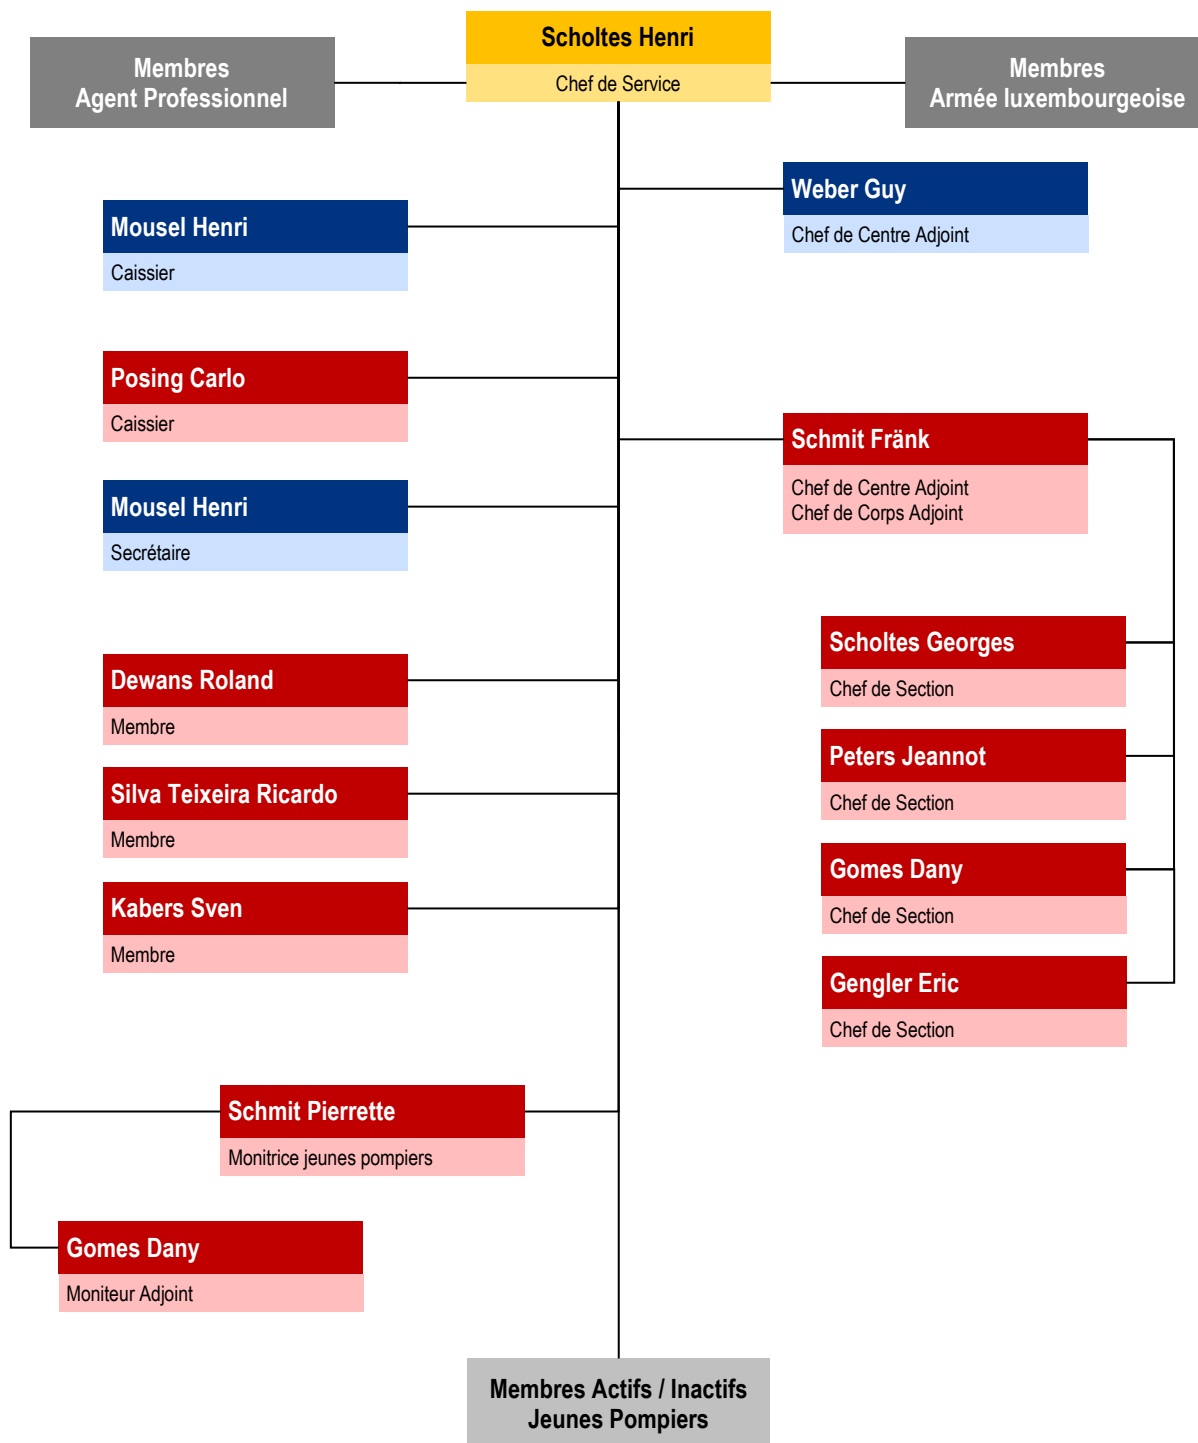 Scholtes Henri
Chef de Service
Membres
Agent Professionnel
Membres
Armée luxembourgeoise
Weber Guy
Chef de Centre Adjoint
Mousel Henri
Caissier
Posing Carlo
Caissier
Schmit Fränk
Chef de Centre Adjoint
Chef de Corps Adjoint
Mousel Henri
Secrétaire
Scholtes Georges
Chef de Section
Dewans Roland
Membre
Peters Jeannot
Chef de Section
Silva Teixeira Ricardo
Membre
Gomes Dany
Chef de Section
Kabers Sven
Membre
Gengler Eric
Chef de Section
Schmit Pierrette
Monitrice jeunes pompiers
Gomes Dany
Moniteur Adjoint
Membres Actifs / Inactifs
Jeunes Pompiers